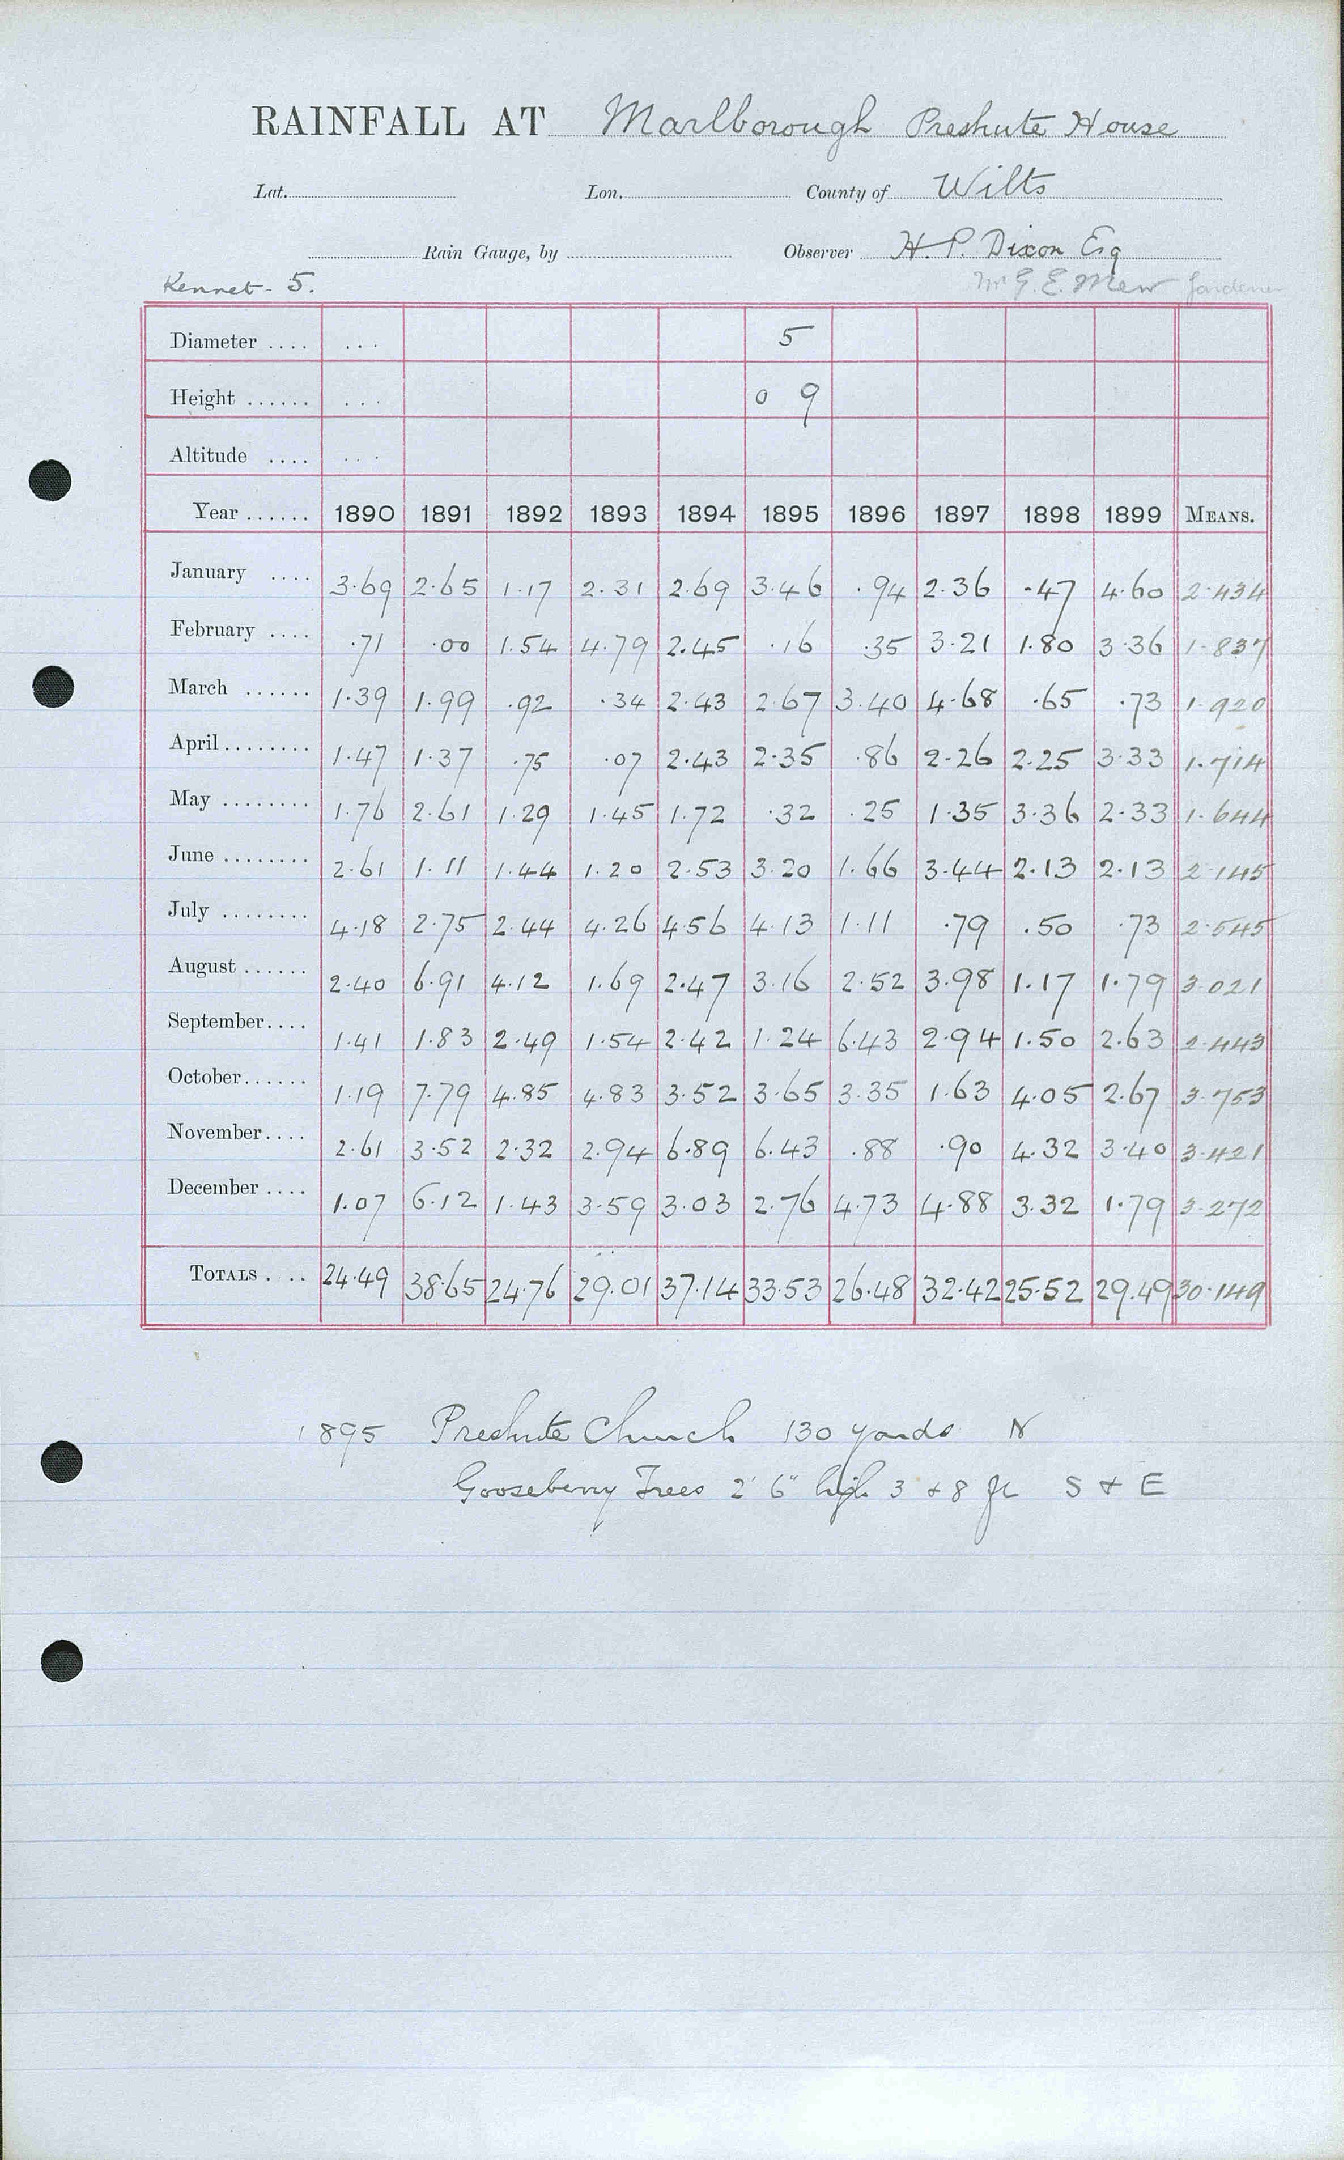 RAINFALL AT Marlborough Preshute House
Lat. Lon. County of Wilts
Rain Gauge, by Observer H. P. Dixon Esq
Kennet - 5. Mr G. E. Mew Gardener
Diameter .... ... 5
Height ...... ... 0 9
Altitude .... ...
Year ...... 1890 1891 1892 1893 1894 1895 1896 1897 1898 1899 MEANS.
January .... 3.69 2.65 1.17 2.31 2.69 3.46 .94 2.36 .47 4.60 2.434
February .... .71 .00 1.54 4.79 2.45 .16 .35 3.21 1.80 3.36 1.837
March ...... 1.39 1.99 .92 .34 2.43 2.67 3.40 4.68 .65 .73 1.920
April ........ 1.47 1.37 .75 .07 2.43 2.35 .86 2.26 2.25 3.33 1.714
May ........ 1.76 2.61 1.29 1.45 1.72 .32 .25 1.35 3.36 2.33 1.644
June ........ 2.61 1.11 1.44 1.20 2.53 3.20 1.66 3.44 2.13 2.13 2.145
July ........ 4.18 2.75 2.44 4.26 4.56 4.13 1.11 .79 .50 .73 2.545
August ...... 2.40 6.91 4.12 1.69 2.47 3.16 2.52 3.98 1.17 1.79 3.021
September.... 1.41 1.83 2.49 1.54 2.42 1.24 6.43 2.94 1.50 2.63 2.443
October...... 1.19 7.79 4.85 4.83 3.52 3.65 3.35 1.63 4.05 2.67 3.753
November.... 2.61 3.52 2.32 2.94 6.89 6.43 .88 .90 4.32 3.40 3.421
December .... 1.07 6.12 1.43 3.59 3.03 2.76 4.73 4.88 3.32 1.79 3.272
TOTALS . .. 24.49 38.65 24.76 29.01 37.14 33.53 26.48 32.42 25.52 29.49 30.149
1895 Preshute Church 130 yards N
Gooseberry Trees 2' 6" high 3 + 8 ft S + E